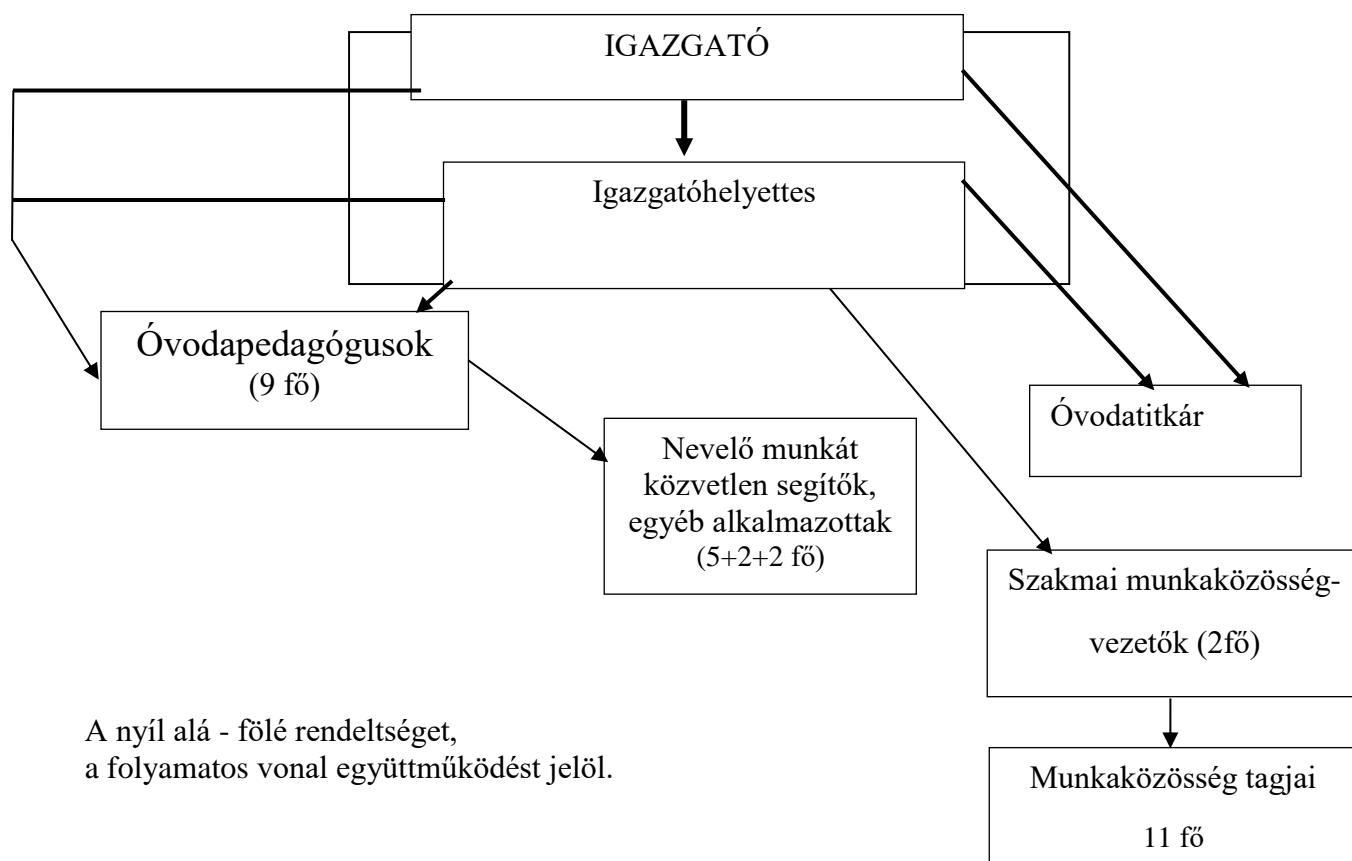 IGAZGATÓ
Igazgatóhelyettes
Óvodapedagógusok
(9 fő)
Óvodatitkár
Nevelő munkát
közvetlen segítők,
egyéb alkalmazottak
(5+2+2 fő)
Szakmai munkaközösség-
vezetők (2fő)
A nyíl alá - fölé rendeltséget,
a folyamatos vonal együttműködést jelöl.
Munkaközösség tagjai
11 fő